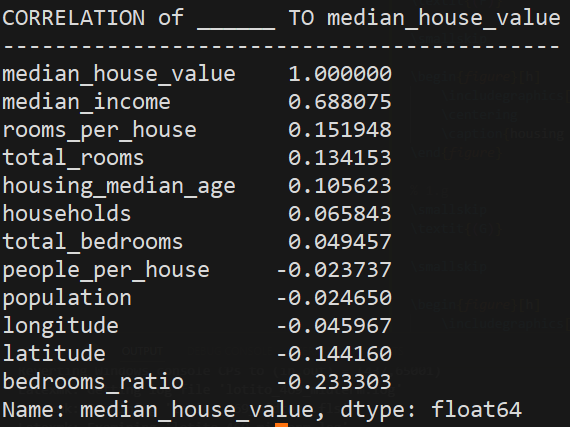 CORRELATION of ______ TO median_house_value
-------------------------------------------
median_house_value    1.000000
median_income         0.688075
rooms_per_house       0.151948
total_rooms           0.134153
housing_median_age    0.105623
households            0.065843
total_bedrooms        0.049457
people_per_house     -0.023737
population           -0.024650
longitude            -0.045967
latitude             -0.144160
bedrooms_ratio       -0.233303
Name: median_house_value, dtype: float64